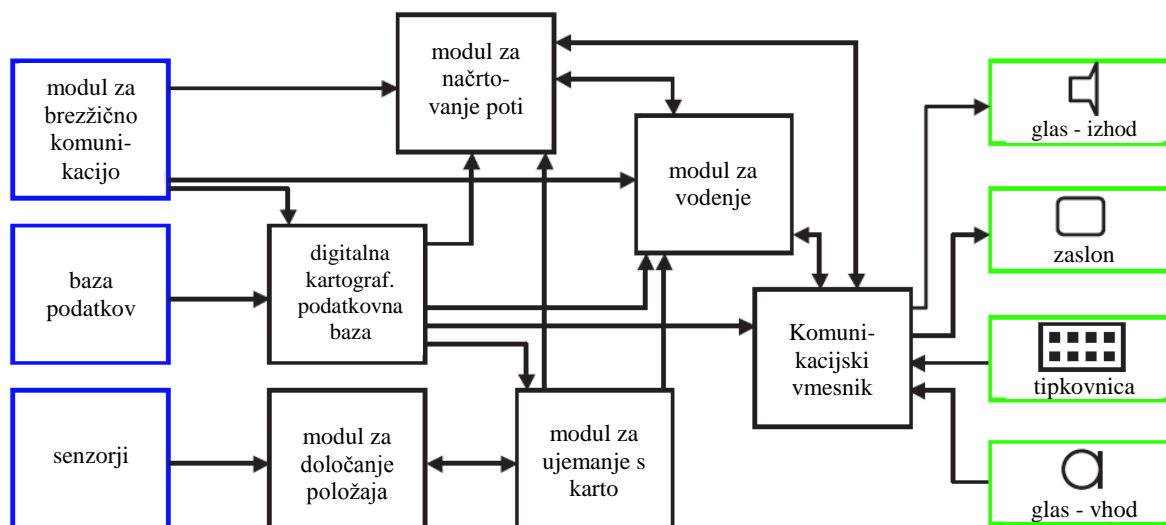 modul za
brezžično
komuni-
kacijo
baza
podatkov
senzorji
modul za
načrto-
vanje poti
modul za
vodenje
digitalna
kartograf.
podatkovna
baza
modul za
določanje
položaja
modul za
ujemanje s
karto
Komuni-
kacijski
vmesnik
glas - izhod
zaslon
tipkovnica
glas - vhod